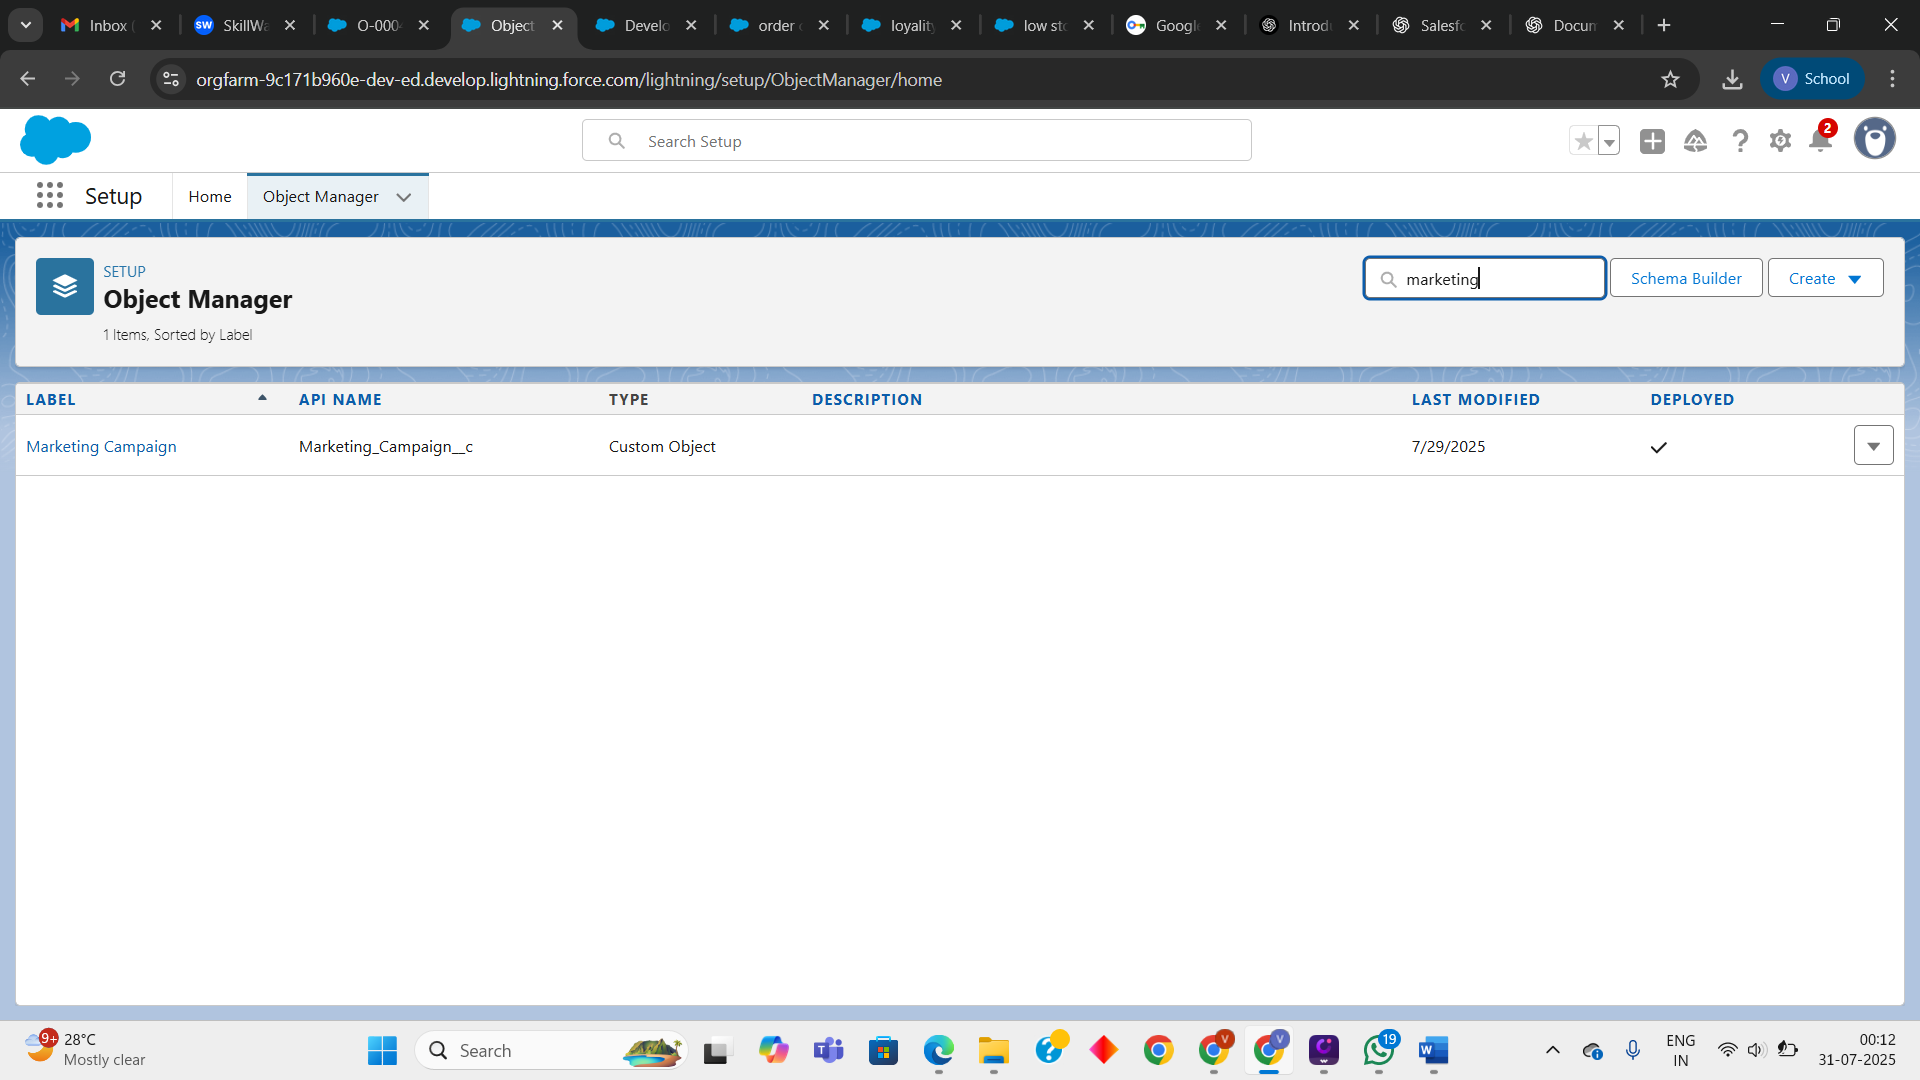 Inbox (
SkillWa
O-000
Object
Develo
order
loyality
low sto
Googl
Introd
Salesfo
Docum
orgfarm-9c171b960e-dev-ed.develop.lightning.force.com/lightning/setup/ObjectManager/home
V School
Search Setup
2
Setup
Home
Object Manager
SETUP
Object Manager
1 Items, Sorted by Label
marketing
Schema Builder
Create
LABEL
API NAME
TYPE
DESCRIPTION
LAST MODIFIED
DEPLOYED
Marketing Campaign
Marketing_Campaign__c
Custom Object
7/29/2025
9+
28°C
Mostly clear
Search
V
V
19
ENG
IN
00:12
31-07-2025